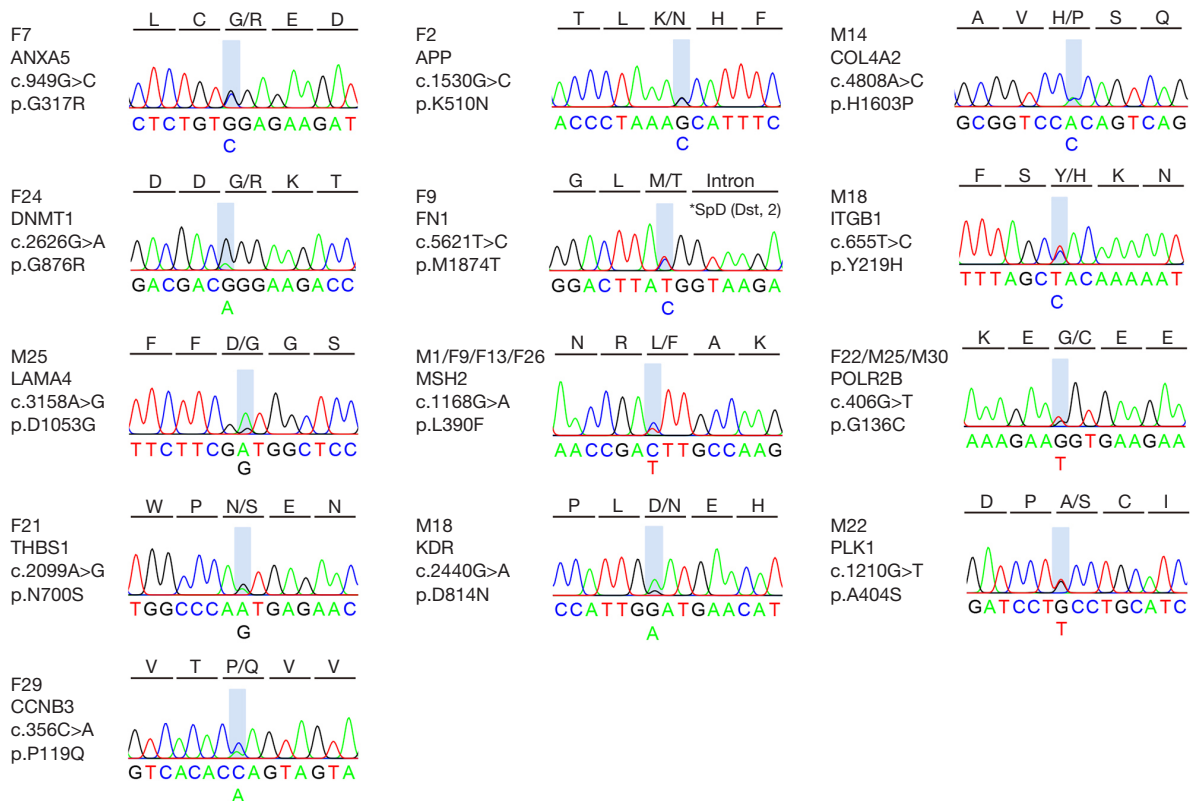 L C G/R E D
F7
ANXA5
c.949G>C
p.G317R
CTCTGTGGAGAAGAT
C
T L K/N H F
F2
APP
c.1530G>C
p.K510N
ACCCTAAAGCATTTC
C
A V H/P S Q
M14
COL4A2
c.4808A>C
p.H1603P
GCGGTCCACAGTCAG
C
D D G/R K T
F24
DNMT1
c.2626G>A
p.G876R
GACGACGGGAAGACC
A
G L M/T Intron
*SpD (Dst, 2)
F9
FN1
c.5621T>C
p.M1874T
GGACTTATGGTAAGA
C
F S Y/H K N
M18
ITGB1
c.655T>C
p.Y219H
TTTAGCTACAAAAAT
C
F F D/G G S
M25
LAMA4
c.3158A>G
p.D1053G
TTCTTCGATGGCTCC
G
N R L/F A K
M1/F9/F13/F26
MSH2
c.1168G>A
p.L390F
AACCGACTTGCCAAG
T
K E G/C E E
F22/M25/M30
POLR2B
c.406G>T
p.G136C
AAAGAAGGTGAAGAA
T
W P N/S E N
F21
THBS1
c.2099A>G
p.N700S
TGGCCCAATGAGAAC
G
P L D/N E H
M18
KDR
c.2440G>A
p.D814N
CCATTGGATGAACAT
A
D P A/S C I
M22
PLK1
c.1210G>T
p.A404S
GATCCTGCCTGCATC
T
V T P/Q V V
F29
CCNB3
c.356C>A
p.P119Q
GTCACACCAGTAGTA
A